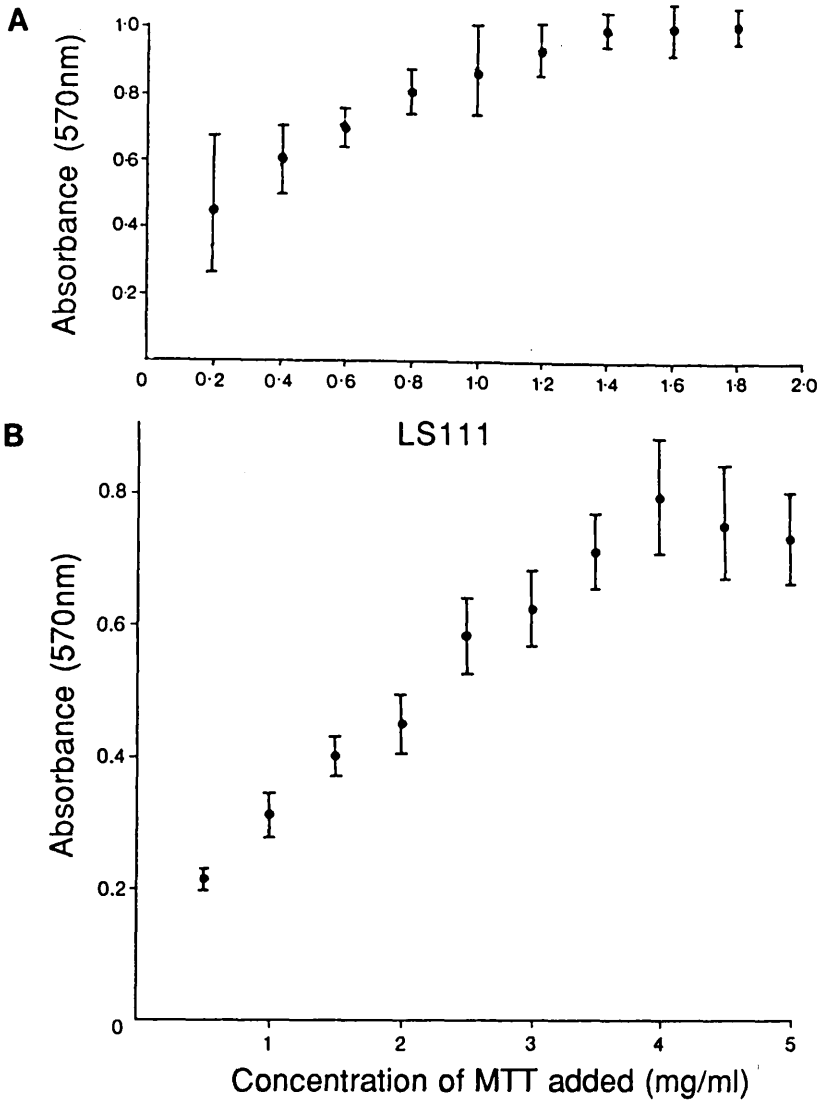 A
Absorbance (570nm)
1·0
0·8
0·6
0·4
0·2
0 0·2 0·4 0·6 0·8 1·0 1·2 1·4 1·6 1·8 2·0
B
LS111
Absorbance (570nm)
0.8
0.6
0.4
0.2
0
1 2 3 4 5
Concentration of MTT added (mg/ml)